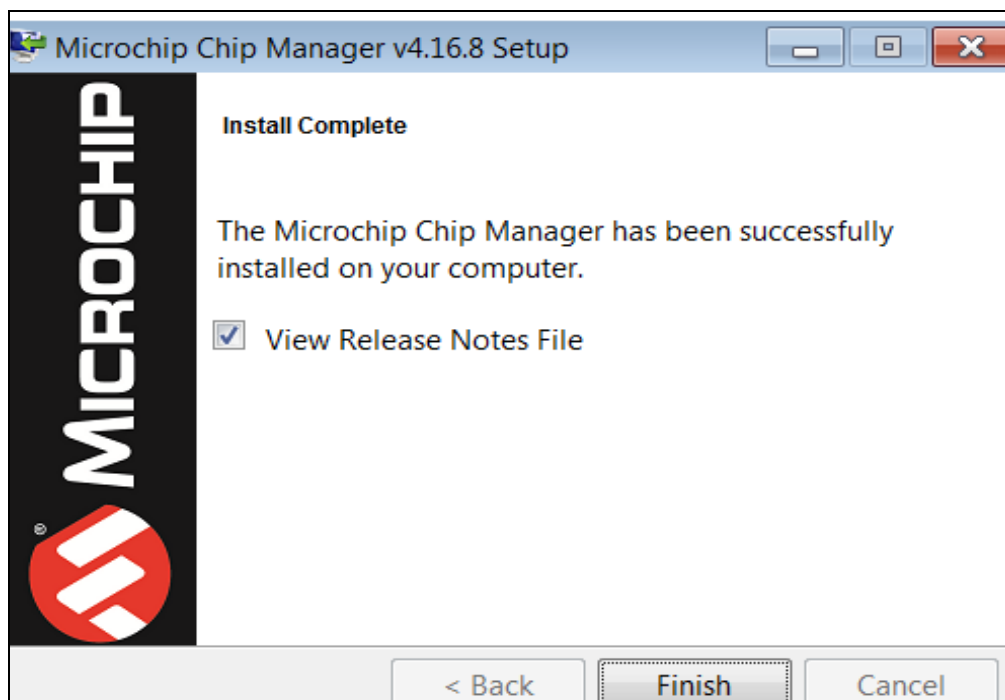 Microchip Chip Manager v4.16.8 Setup
MICROCHIP
®
Install Complete
The Microchip Chip Manager has been successfully
installed on your computer.
View Release Notes File
< Back
Finish
Cancel